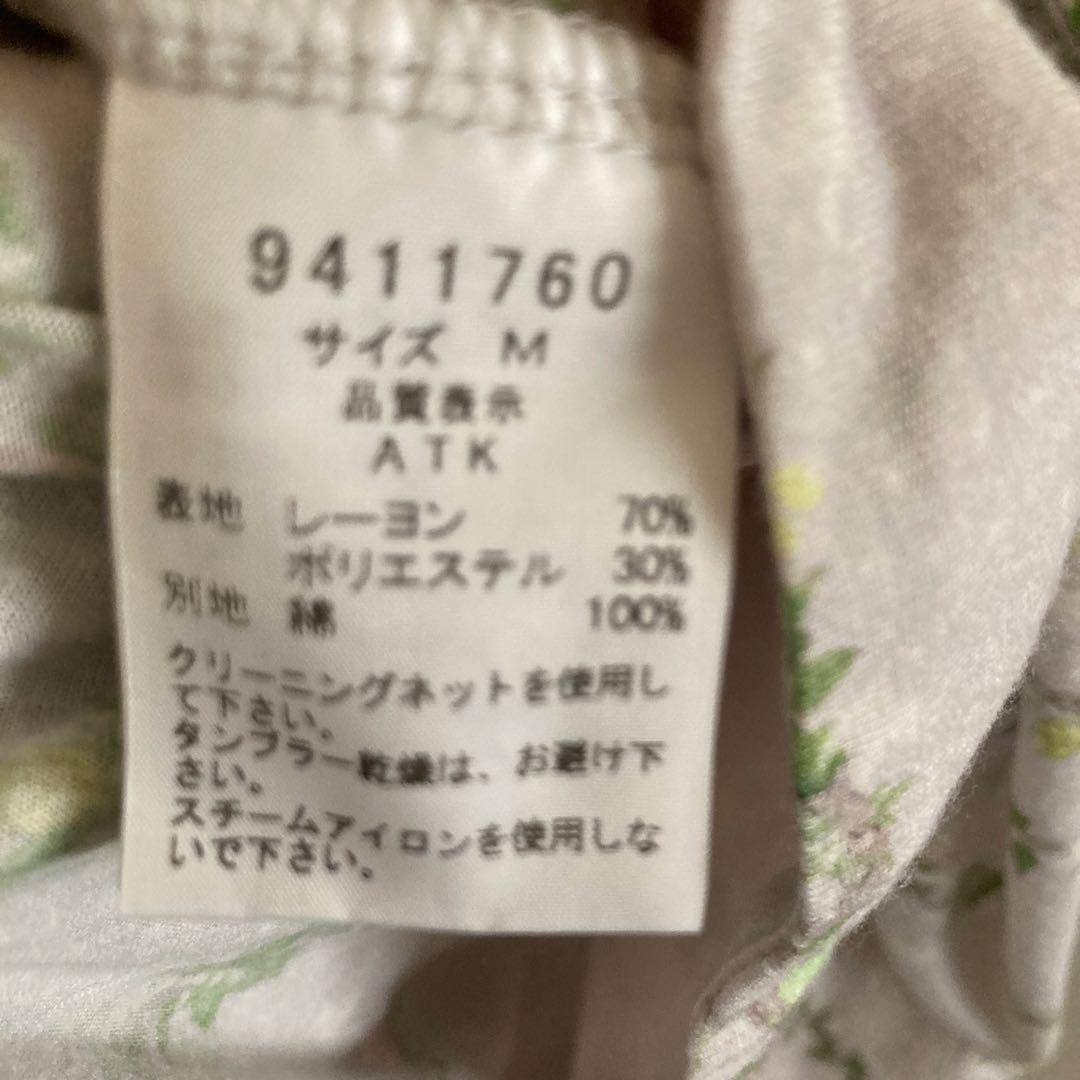 9411760
サイズ M
品質表示
ATK
表地 レーヨン 70%
ポリエステル 30%
別地 綿 100%
クリーニングネットを使用し
て下さい。
タンブラー乾燥は、お避け下
さい。
スチームアイロンを使用しな
いで下さい。